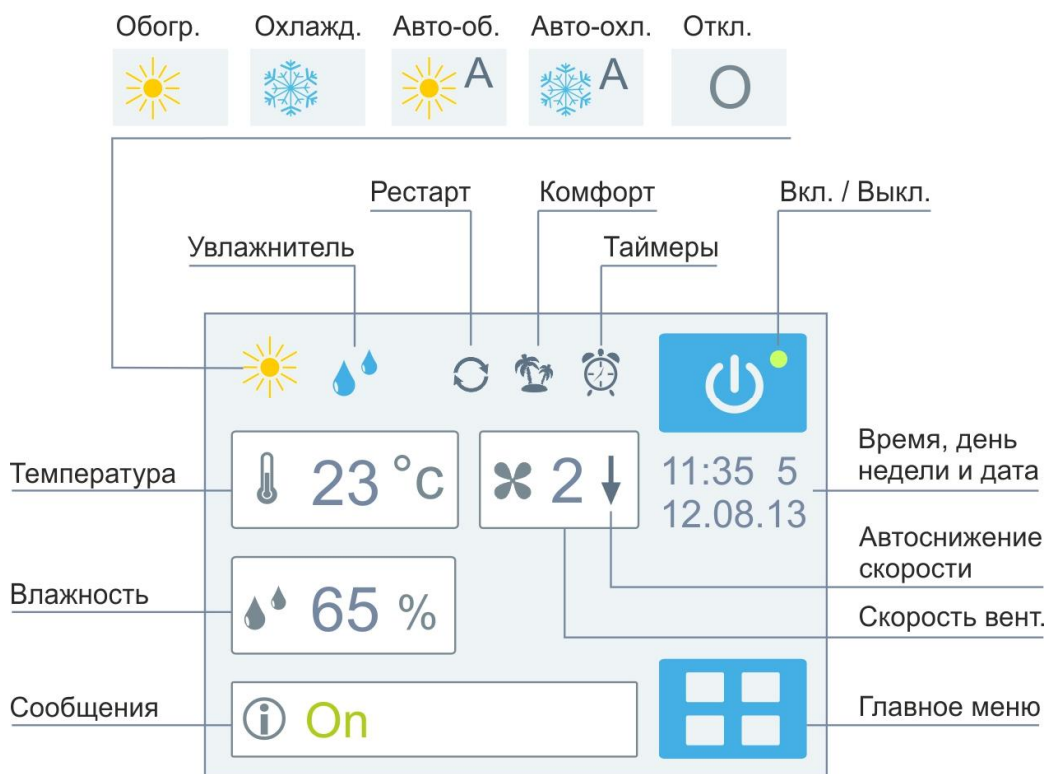 Обогр. Охлажд. Авто-об. Авто-охл. Откл.
A A O
Рестарт Комфорт Вкл. / Выкл.
Увлажнитель Таймеры
Температура
23 °c
2
11:35 5
12.08.13
Время, день
недели и дата
Автоснижение
скорости
Влажность
65 %
Скорость вент.
Сообщения
i On
Главное меню